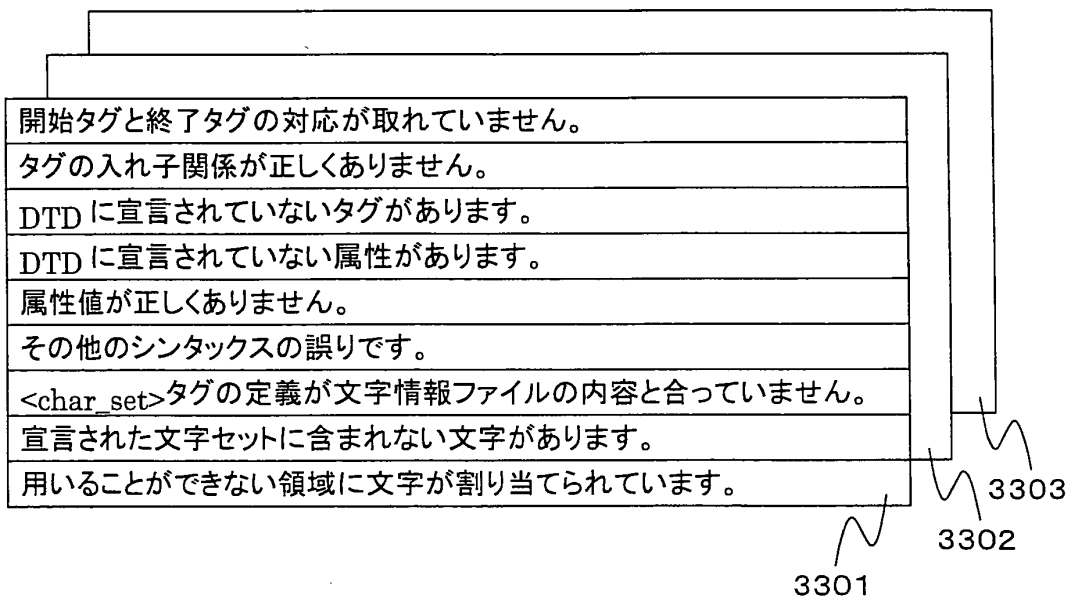 開始タグと終了タグの対応が取れていません。
タグの入れ子関係が正しくありません。
DTDに宣言されていないタグがあります。
DTDに宣言されていない属性があります。
属性値が正しくありません。
その他のシンタックスの誤りです。
<char_set>タグの定義が文字情報ファイルの内容と合っていません。
宣言された文字セットに含まれない文字があります。
用いることができない領域に文字が割り当てられています。
3303
3302
3301